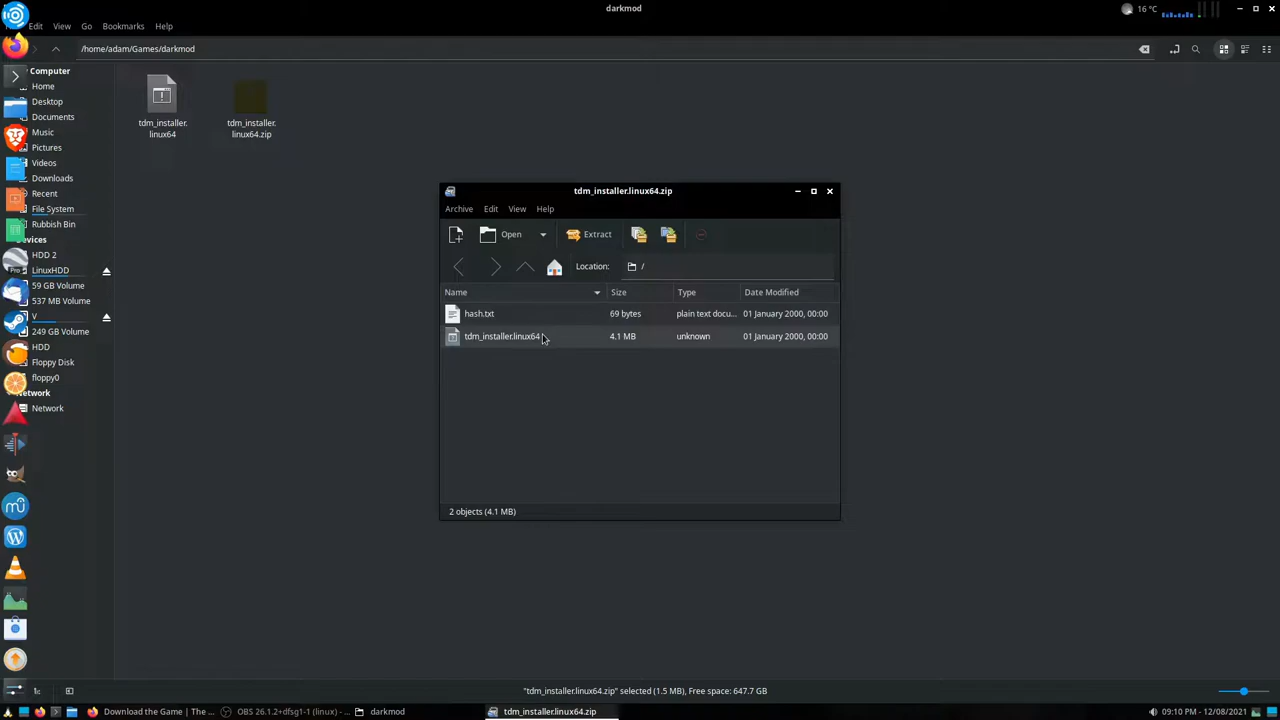 darkmod
16 °C
Edit View Go Bookmarks Help
/home/adam/Games/darkmod
Computer
Home
Desktop
Documents
Music
Pictures
Videos
Downloads
Recent
File System
Rubbish Bin
Devices
HDD 2
LinuxHDD
59 GB Volume
537 MB Volume
V
249 GB Volume
HDD
Floppy Disk
floppy0
Network
Network
tdm_installer.
linux64
tdm_installer.
linux64.zip
tdm_installer.linux64.zip
Archive Edit View Help
Open Extract
Location: /
Name Size Type Date Modified
hash.txt 69 bytes plain text docu... 01 January 2000, 00:00
tdm_installer.linux64 4.1 MB unknown 01 January 2000, 00:00
2 objects (4.1 MB)
"tdm_installer.linux64.zip" selected (1.5 MB), Free space: 647.7 GB
Download the Game | The ... OBS 26.1.2+dfsg1-1 (linux) - ... darkmod tdm_installer.linux64.zip 09:10 PM - 12/08/2021